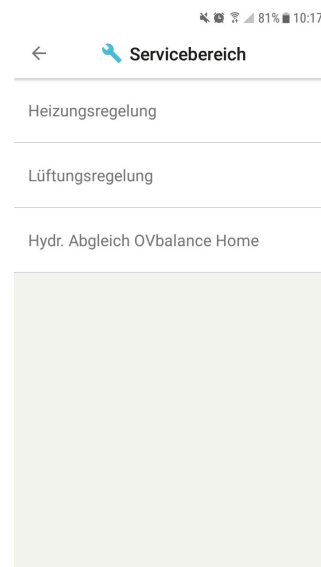 81% 10:17
Servicebereich
Heizungsregelung
Lüftungsregelung
Hydr. Abgleich OVbalance Home